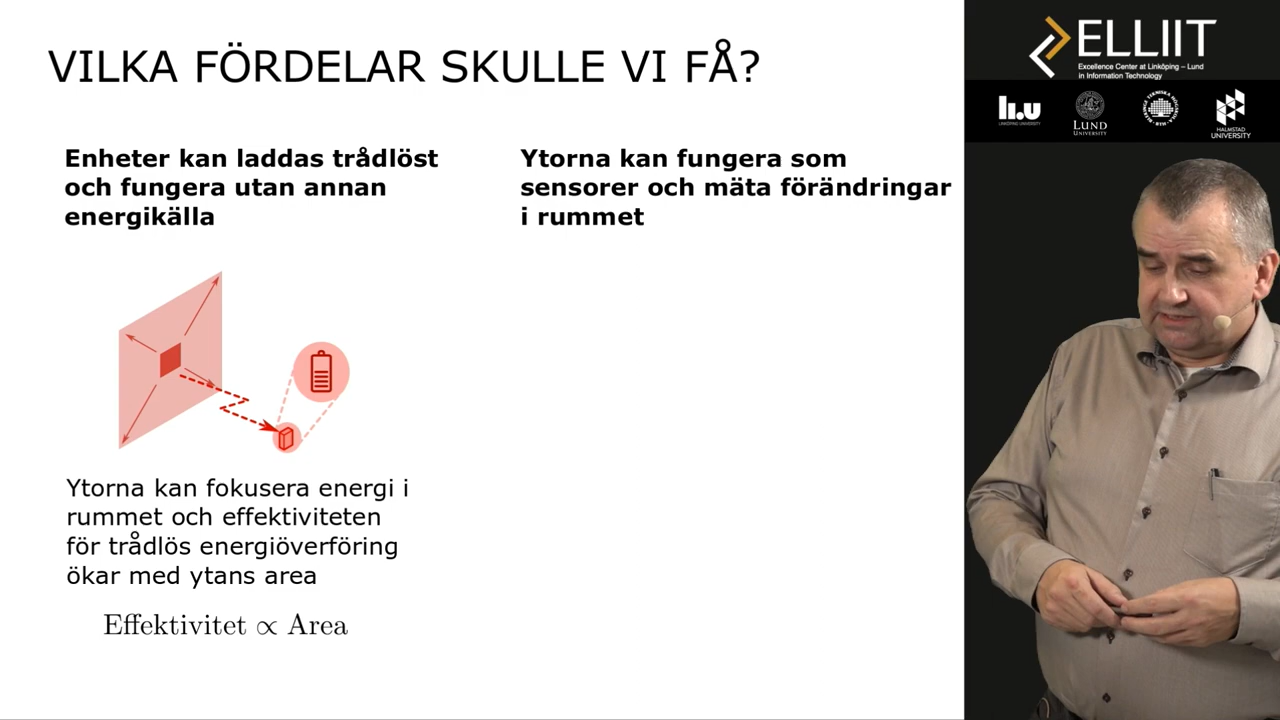 VILKA FÖRDELAR SKULLE VI FÅ?
Enheter kan laddas trådlöst
och fungera utan annan
energikälla
Ytorna kan fungera som
sensorer och mäta förändringar
i rummet
Ytorna kan fokusera energi i
rummet och effektiviteten
för trådlös energiöverföring
ökar med ytans area
Effektivitet ∝ Area
ELLIIT
Excellence Center at Linköping – Lund
in Information Technology
LINKÖPING UNIVERSITY
LUND
UNIVERSITY
HALMSTAD
UNIVERSITY